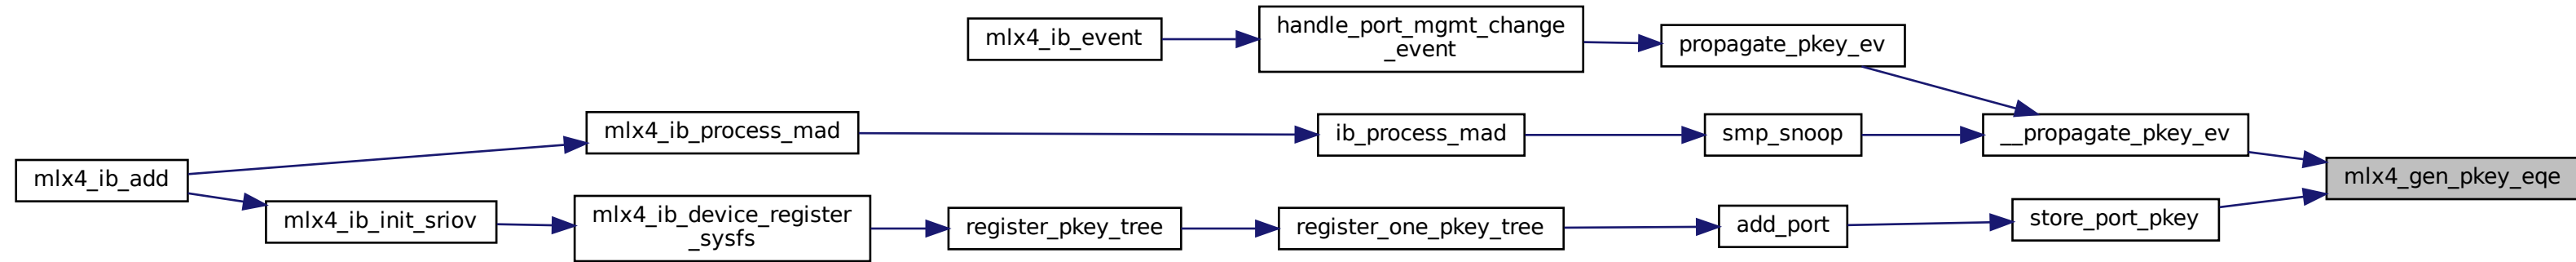 mlx4_ib_event
handle_port_mgmt_change
_event
propagate_pkey_ev
mlx4_ib_process_mad
ib_process_mad
smp_snoop
__propagate_pkey_ev
mlx4_ib_add
mlx4_gen_pkey_eqe
mlx4_ib_init_sriov
mlx4_ib_device_register
_sysfs
register_pkey_tree
register_one_pkey_tree
add_port
store_port_pkey